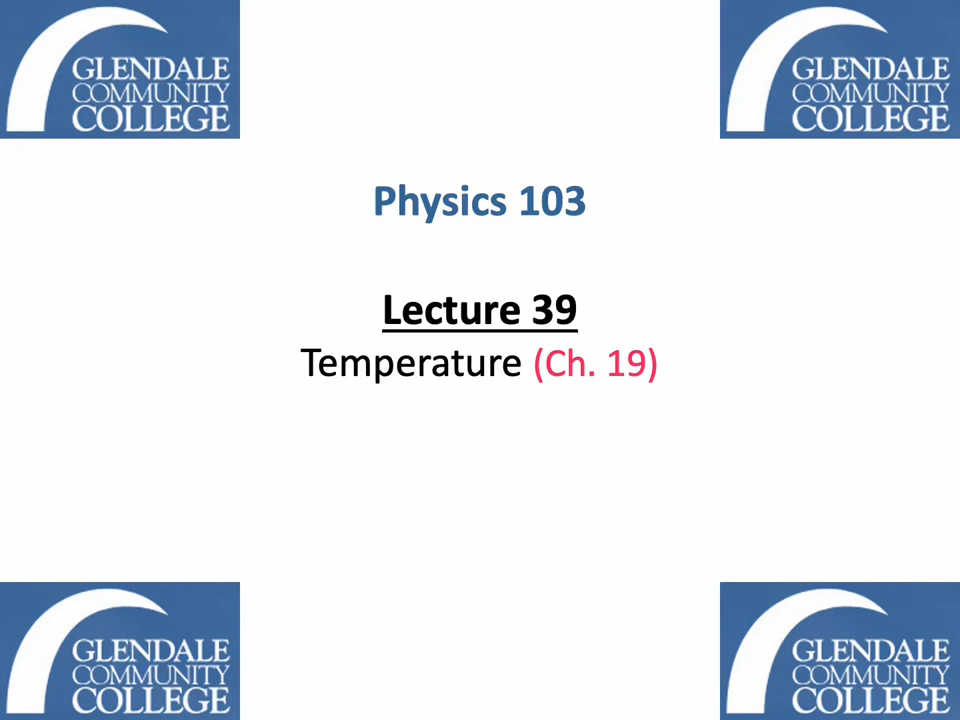 GLENDALE
COMMUNITY
COLLEGE
GLENDALE
COMMUNITY
COLLEGE
Physics 103
Lecture 39
Temperature (Ch. 19)
GLENDALE
COMMUNITY
COLLEGE
GLENDALE
COMMUNITY
COLLEGE